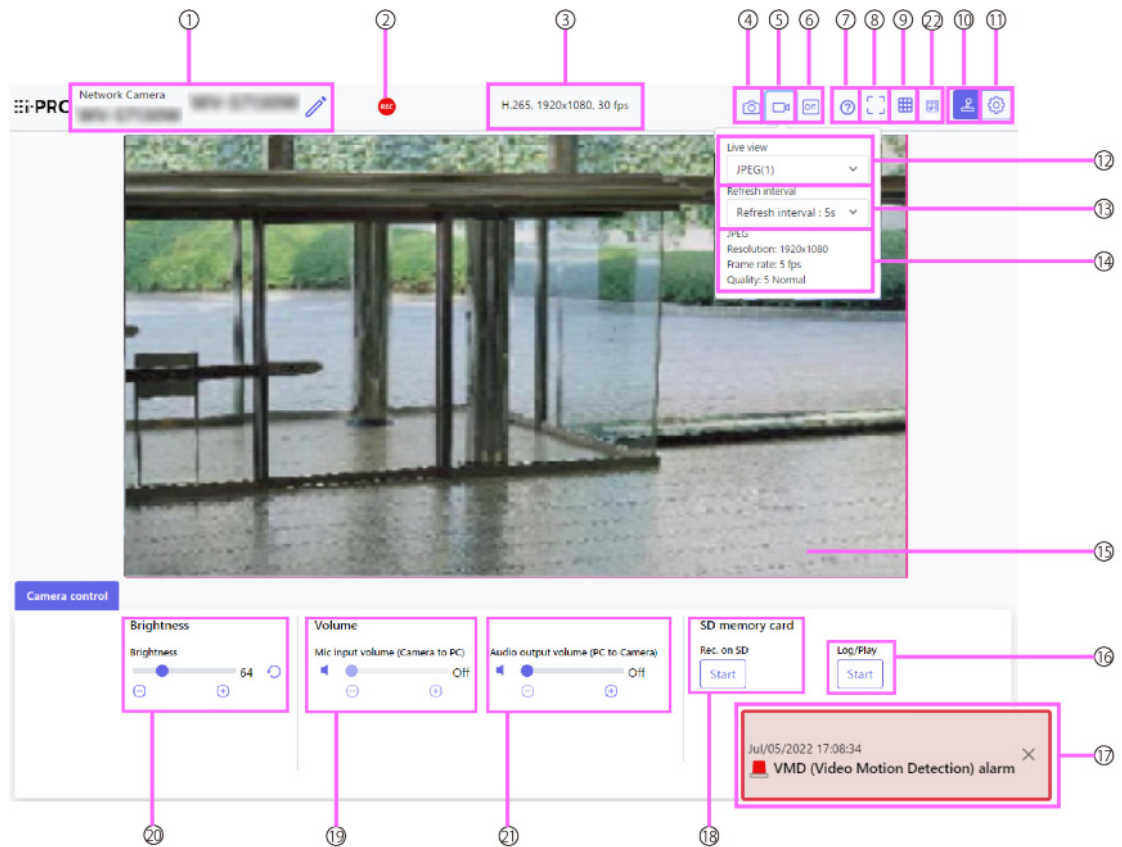 ① ② ③ ④ ⑤ ⑥ ⑦ ⑧ ⑨ ㉒ ⑩ ⑪
i-PRO
Network Camera
REC
H.265, 1920x1080, 30 fps
Off
Live view
JPEG(1)
⑫
Refresh interval
Refresh interval : 5s
⑬
JPEG
Resolution: 1920x1080
Frame rate: 5 fps
Quality: 5 Normal
⑭
⑮
Camera control
Brightness
Brightness
64
Volume
Mic input volume (Camera to PC)
Off
Audio output volume (PC to Camera)
Off
SD memory card
Rec. on SD
Start
Log/Play
Start
⑯
Jul/05/2022 17:08:34
VMD (Video Motion Detection) alarm
⑰
⑳ ⑲ ㉑ ⑱